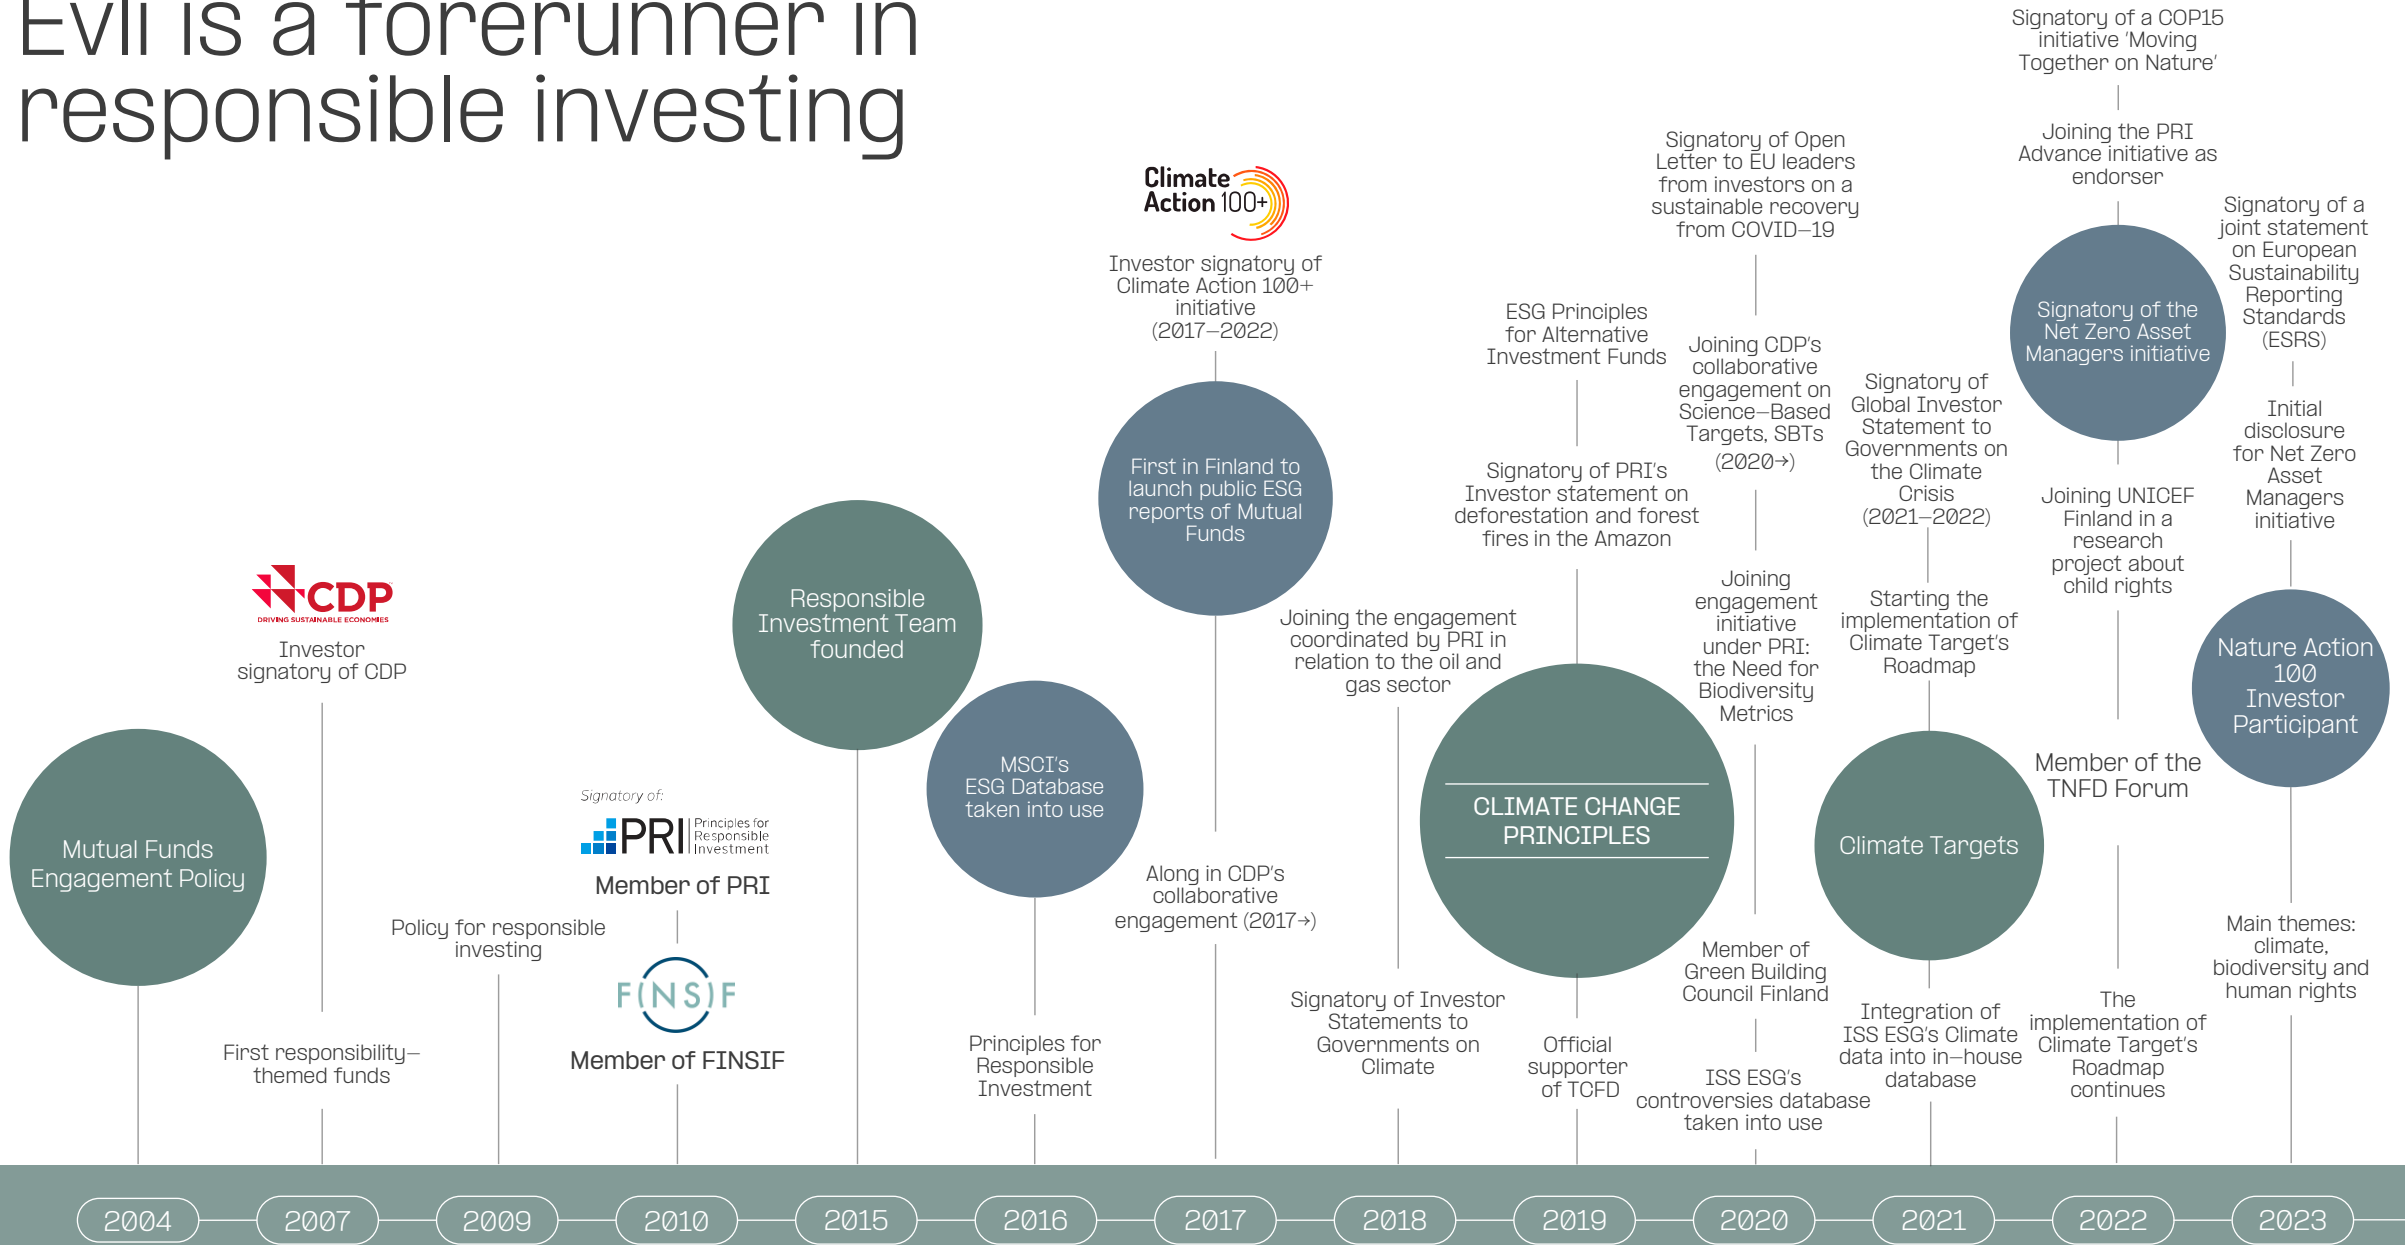 Evli is a forerunner in
responsible investing
Mutual Funds
Engagement Policy
CDP
DRIVING SUSTAINABLE ECONOMIES
Investor
signatory of CDP
First responsibility–
themed funds
Policy for responsible
investing
Signatory of:
PRI
Principles for
Responsible
Investment
Member of PRI
F(NS)F
Member of FINSIF
Responsible
Investment Team
founded
MSCI's
ESG Database
taken into use
Principles for
Responsible
Investment
Climate
Action 100+
Investor signatory of
Climate Action 100+
initiative
(2017–2022)
First in Finland to
launch public ESG
reports of Mutual
Funds
Along in CDP's
collaborative
engagement (2017→)
Joining the engagement
coordinated by PRI in
relation to the oil and
gas sector
Signatory of Investor
Statements to
Governments on
Climate
ESG Principles
for Alternative
Investment Funds
Signatory of PRI's
Investor statement on
deforestation and forest
fires in the Amazon
CLIMATE CHANGE
PRINCIPLES
Official
supporter
of TCFD
Signatory of Open
Letter to EU leaders
from investors on a
sustainable recovery
from COVID–19
Joining CDP's
collaborative
engagement on
Science–Based
Targets, SBTs
(2020→)
Joining
engagement
initiative
under PRI:
the Need for
Biodiversity
Metrics
Member of
Green Building
Council Finland
ISS ESG's
controversies database
taken into use
Signatory of
Global Investor
Statement to
Governments on
the Climate
Crisis
(2021–2022)
Starting the
implementation of
Climate Target's
Roadmap
Climate Targets
Integration of
ISS ESG's Climate
data into in–house
database
Signatory of a COP15
initiative 'Moving
Together on Nature'
Joining the PRI
Advance initiative as
endorser
Signatory of the
Net Zero Asset
Managers initiative
Joining UNICEF
Finland in a
research
project about
child rights
Member of the
TNFD Forum
The
implementation of
Climate Target's
Roadmap
continues
Signatory of a
joint statement
on European
Sustainability
Reporting
Standards
(ESRS)
Initial
disclosure
for Net Zero
Asset
Managers
initiative
Nature Action
100
Investor
Participant
Main themes:
climate,
biodiversity and
human rights
2004
2007
2009
2010
2015
2016
2017
2018
2019
2020
2021
2022
2023